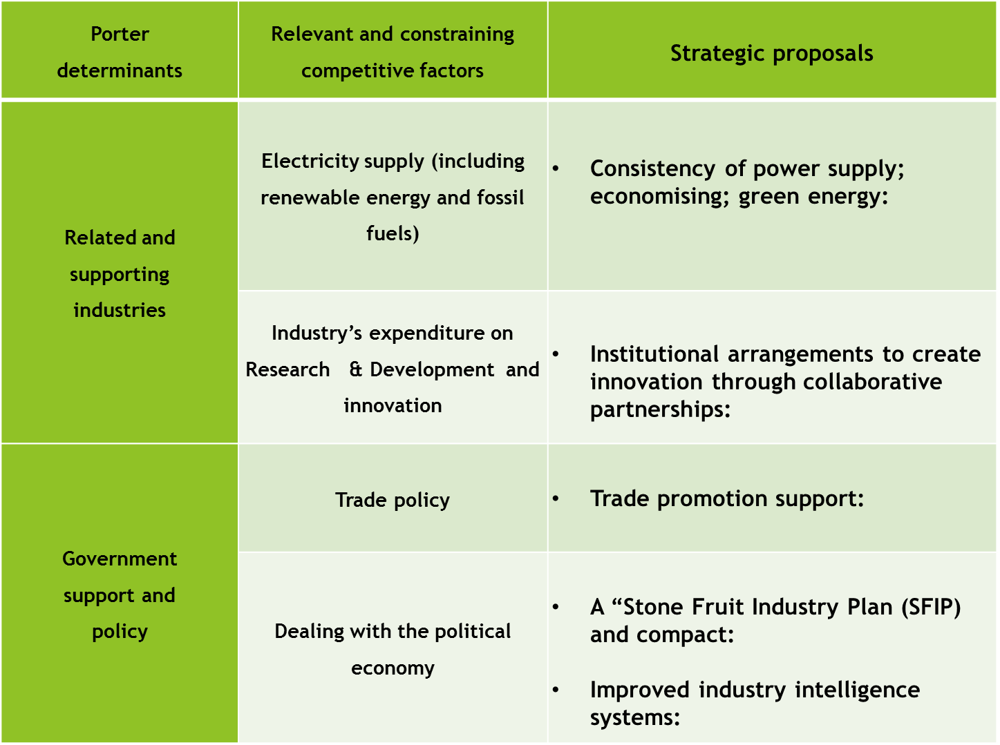 Porter
determinants
Relevant and constraining
competitive factors
Strategic proposals
Related and
supporting
industries
Electricity supply (including
renewable energy and fossil
fuels)
• Consistency of power supply;
economising; green energy:
Industry’s expenditure on
Research & Development and
innovation
• Institutional arrangements to create
innovation through collaborative
partnerships:
Government
support and
policy
Trade policy
• Trade promotion support:
Dealing with the political
economy
• A “Stone Fruit Industry Plan (SFIP)
and compact:
• Improved industry intelligence
systems: